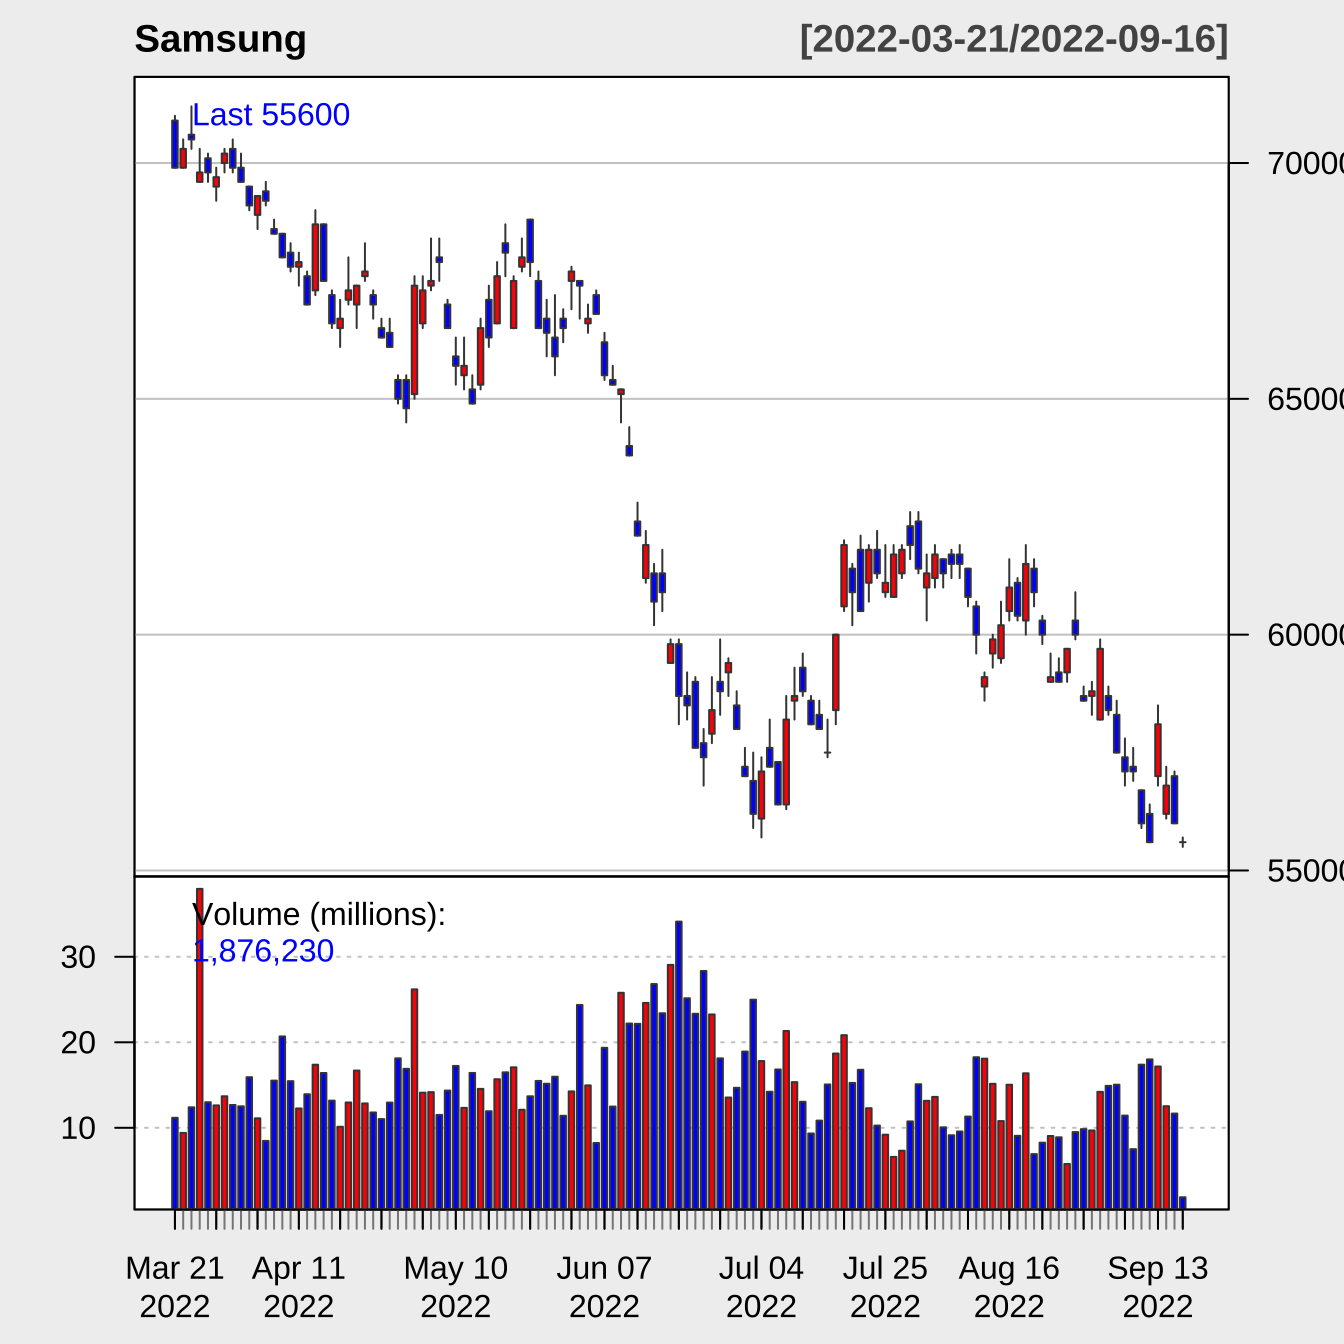 Samsung [2022-03-21/2022-09-16]
Last 55600
70000
65000
60000
55000
Volume (millions):
1,876,230
30
20
10
Mar 21 Apr 11 May 10 Jun 07 Jul 04 Jul 25 Aug 16 Sep 13
2022 2022 2022 2022 2022 2022 2022 2022